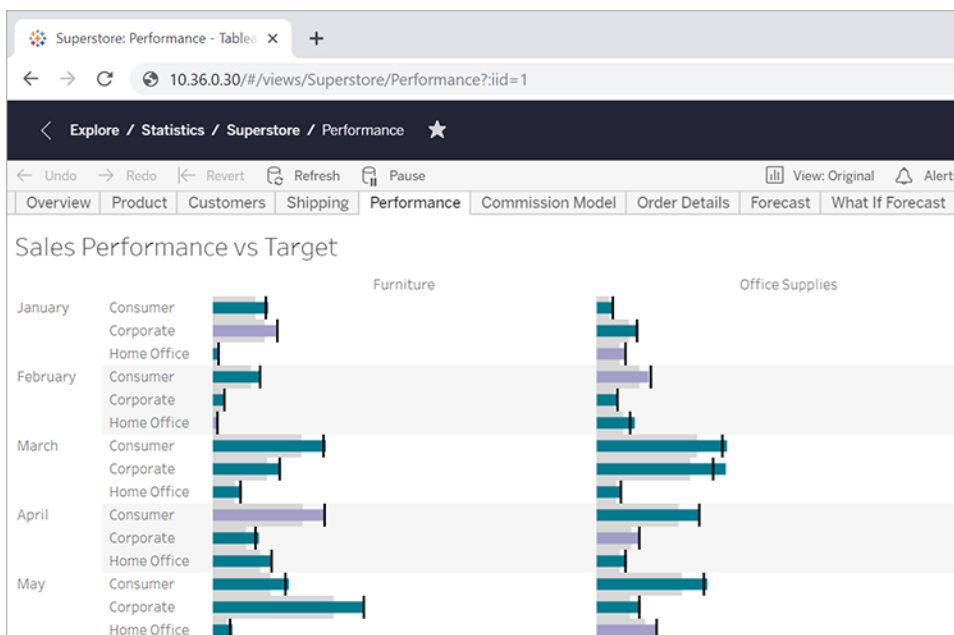 Superstore: Performance - Tablea
10.36.0.30/#/views/Superstore/Performance?:iid=1
Explore / Statistics / Superstore / Performance
Undo Redo Revert Refresh Pause View: Original Alerts
Overview Product Customers Shipping Performance Commission Model Order Details Forecast What If Forecast
Sales Performance vs Target
Furniture Office Supplies
January Consumer
Corporate
Home Office
February Consumer
Corporate
Home Office
March Consumer
Corporate
Home Office
April Consumer
Corporate
Home Office
May Consumer
Corporate
Home Office